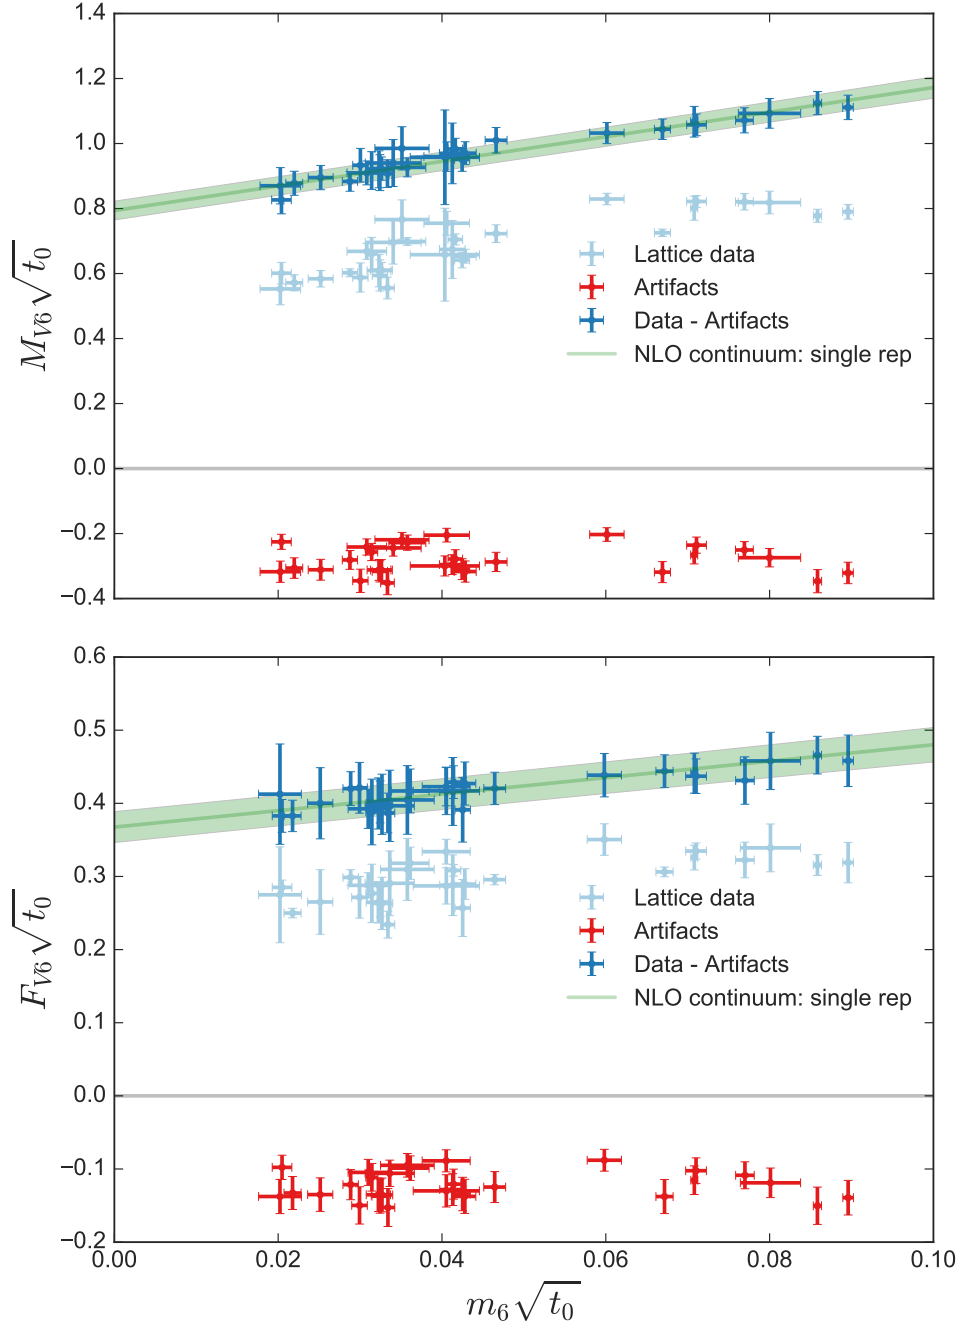 1.4
1.2
1.0
0.8
0.6
0.4
0.2
0.0
−0.2
−0.4
M_{V6}√t_0
Lattice data
Artifacts
Data - Artifacts
NLO continuum: single rep
0.6
0.5
0.4
0.3
0.2
0.1
0.0
−0.1
−0.2
F_{V6}√t_0
Lattice data
Artifacts
Data - Artifacts
NLO continuum: single rep
0.00 0.02 0.04 0.06 0.08 0.10
m_6√t_0